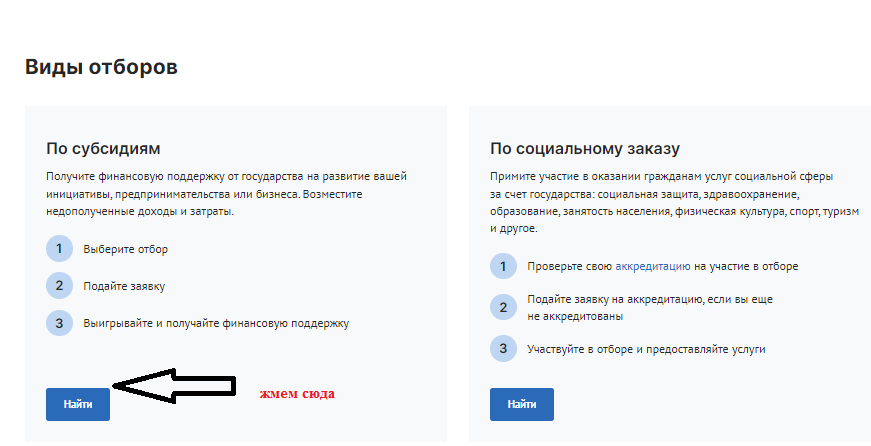 Виды отборов
По субсидиям
Получите финансовую поддержку от государства на развитие вашей
инициативы, предпринимательства или бизнеса. Возместите
недополученные доходы и затраты.
1 Выберите отбор
2 Подайте заявку
3 Выигрывайте и получайте финансовую поддержку
Найти
жмем сюда
По социальному заказу
Примите участие в оказании гражданам услуг социальной сферы
за счет государства: социальная защита, здравоохранение,
образование, занятость населения, физическая культура, спорт, туризм
и другое.
1 Проверьте свою аккредитацию на участие в отборе
2 Подайте заявку на аккредитацию, если вы еще
не аккредитованы
3 Участвуйте в отборе и предоставляйте услуги
Найти